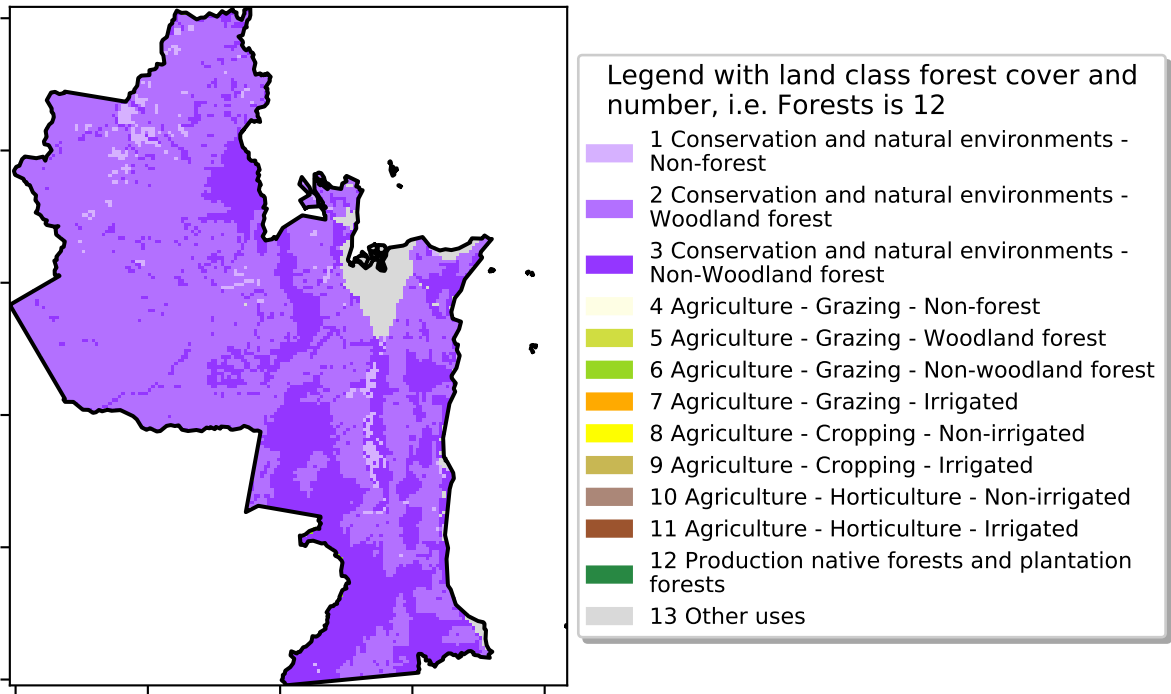 Legend with land class forest cover and
number, i.e. Forests is 12
1 Conservation and natural environments -
Non-forest
2 Conservation and natural environments -
Woodland forest
3 Conservation and natural environments -
Non-Woodland forest
4 Agriculture - Grazing - Non-forest
5 Agriculture - Grazing - Woodland forest
6 Agriculture - Grazing - Non-woodland forest
7 Agriculture - Grazing - Irrigated
8 Agriculture - Cropping - Non-irrigated
9 Agriculture - Cropping - Irrigated
10 Agriculture - Horticulture - Non-irrigated
11 Agriculture - Horticulture - Irrigated
12 Production native forests and plantation
forests
13 Other uses